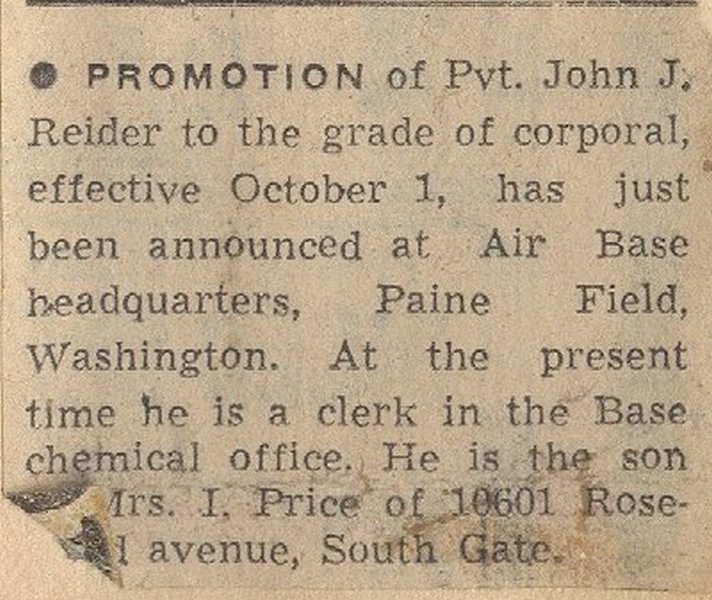 ● PROMOTION of Pvt. John J.
Reider to the grade of corporal,
effective October 1, has just
been announced at Air Base
headquarters, Paine Field,
Washington. At the present
time he is a clerk in the Base
chemical office. He is the son
Mrs. I. Price of 10601 Rose-
avenue, South Gate.